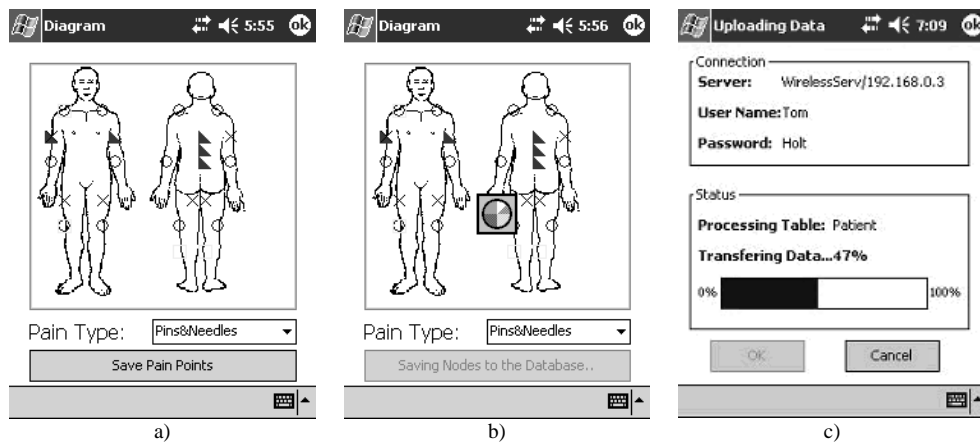 Diagram 5:55 ok
Pain Type: Pins&Needles
Save Pain Points
a)
Diagram 5:56 ok
Pain Type: Pins&Needles
Saving Nodes to the Database..
b)
Uploading Data 7:09 ok
Connection
Server: WirelessServ/192.168.0.3
User Name: Tom
Password: Holt
Status
Processing Table: Patient
Transfering Data...47%
0% 100%
OK Cancel
c)